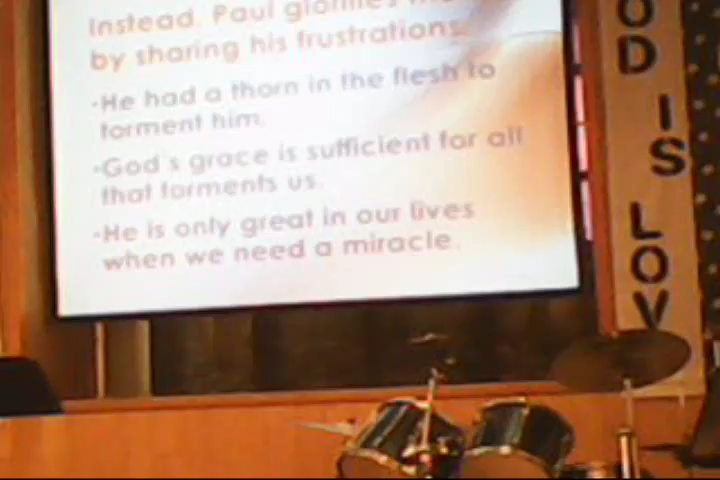 Instead, Paul glorifies
by sharing his frustrations.
•He had a thorn in the flesh to
torment him.
•God's grace is sufficient for all
that torments us.
•He is only great in our lives
when we need a miracle.
OD
IS
LOV